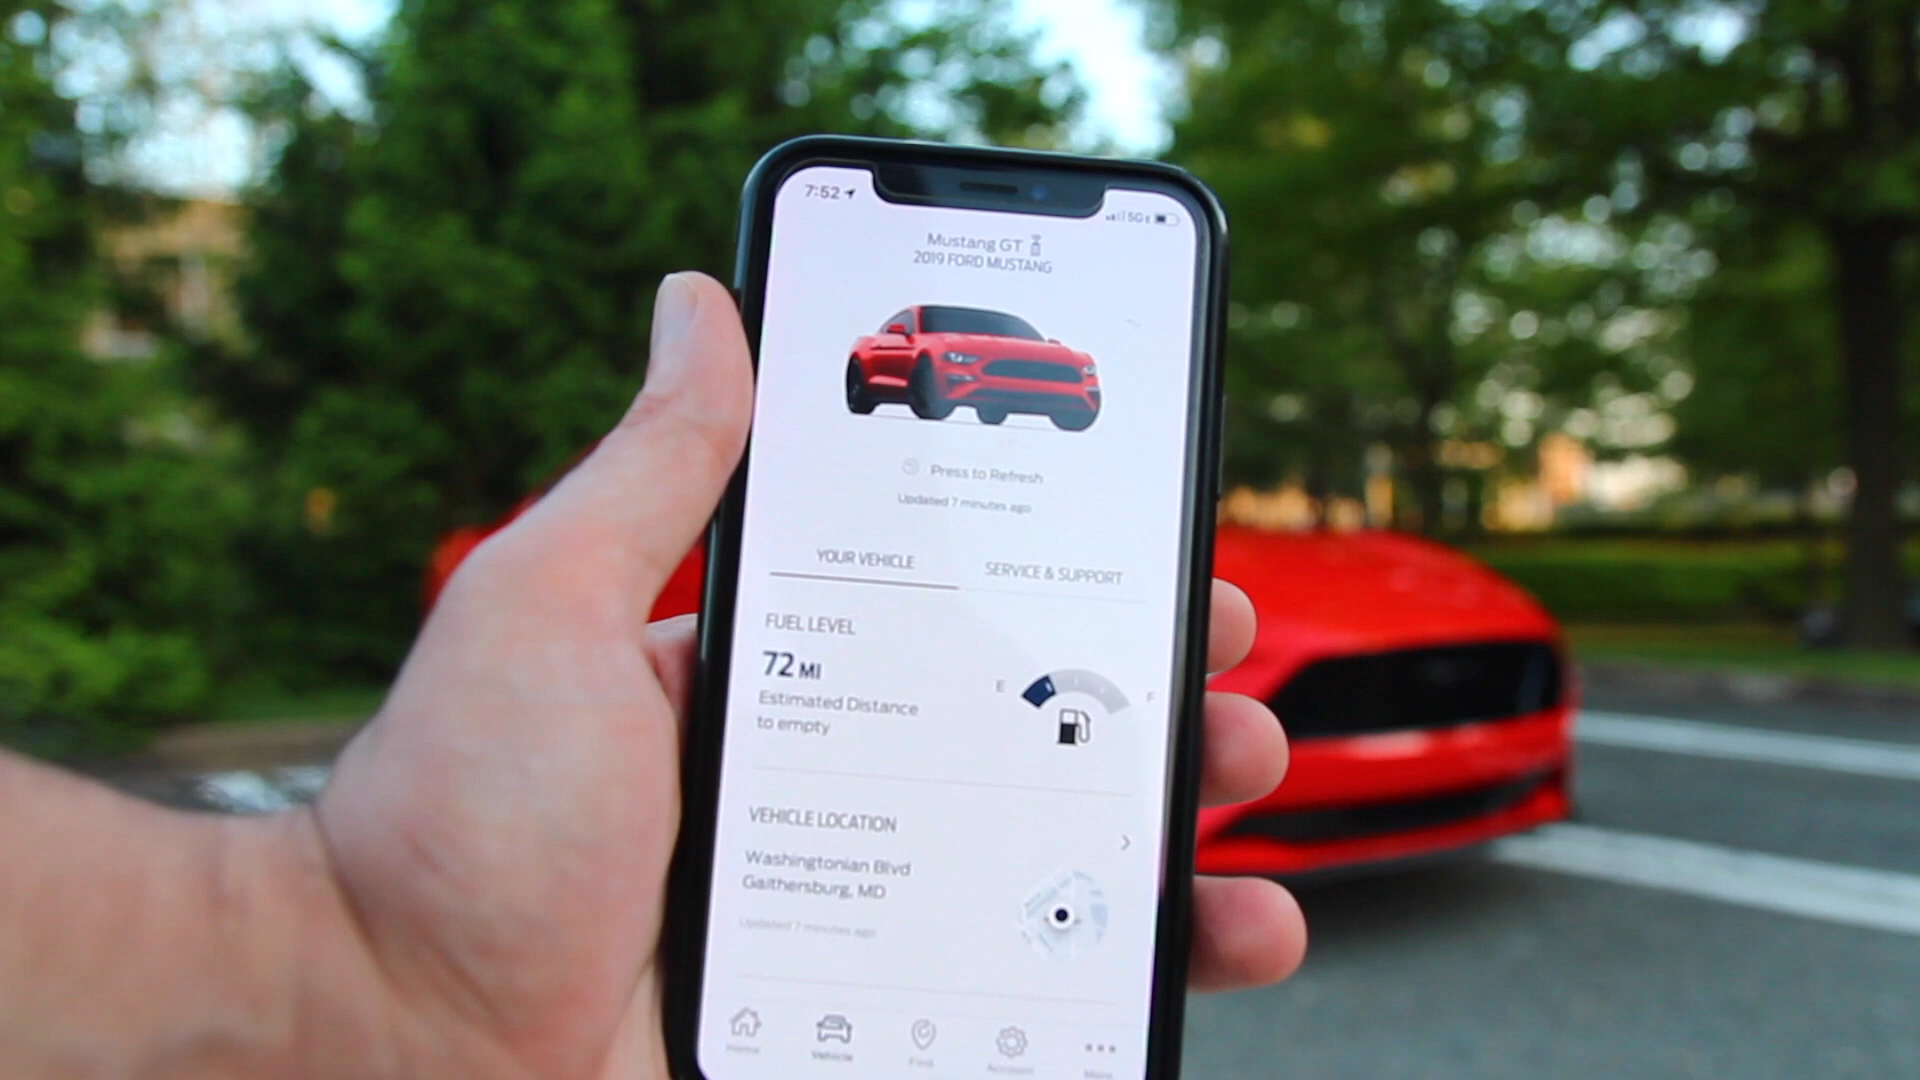 7:52
5G E
Mustang GT
2019 FORD MUSTANG
Press to Refresh
Updated 7 minutes ago
YOUR VEHICLE
SERVICE & SUPPORT
FUEL LEVEL
72 MI
Estimated Distance
to empty
E
F
VEHICLE LOCATION
Washingtonian Blvd
Gaithersburg, MD
Updated 7 minutes ago
Home
Vehicle
Find
Account
More